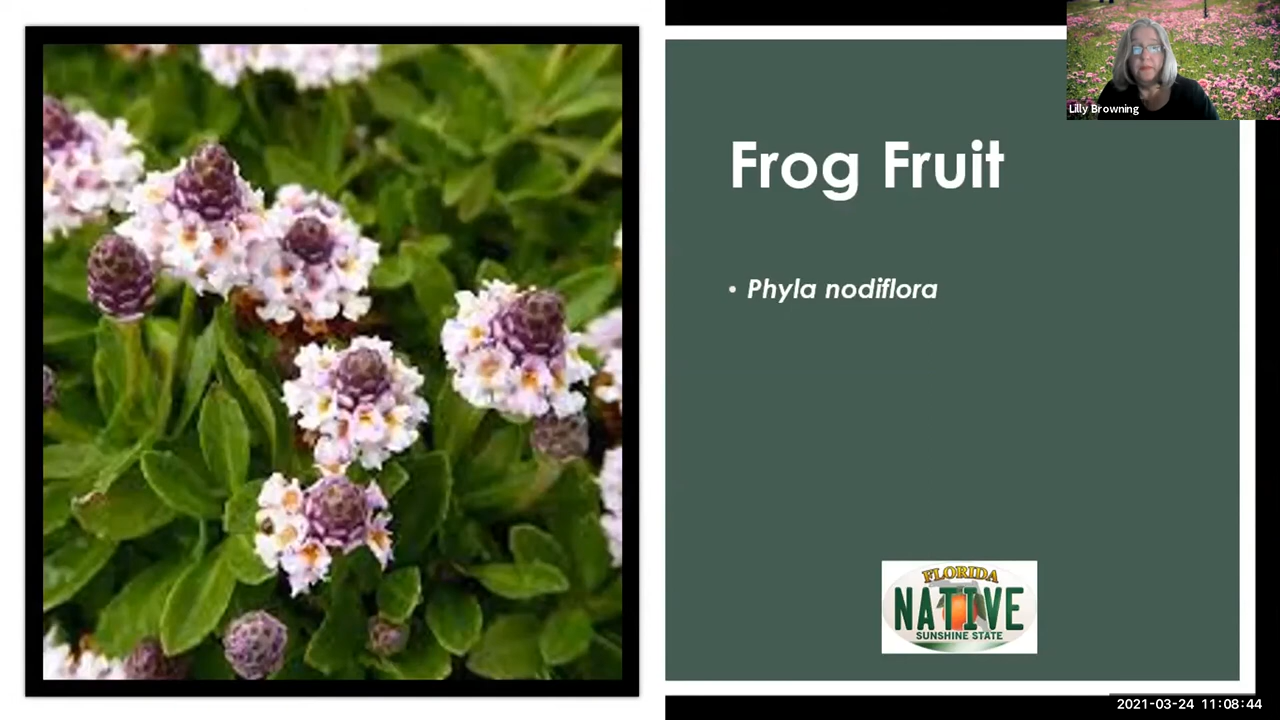 Lilly Browning
Frog Fruit
• Phyla nodiflora
FLORIDA
NATIVE
SUNSHINE STATE
2021-03-24 11:08:44